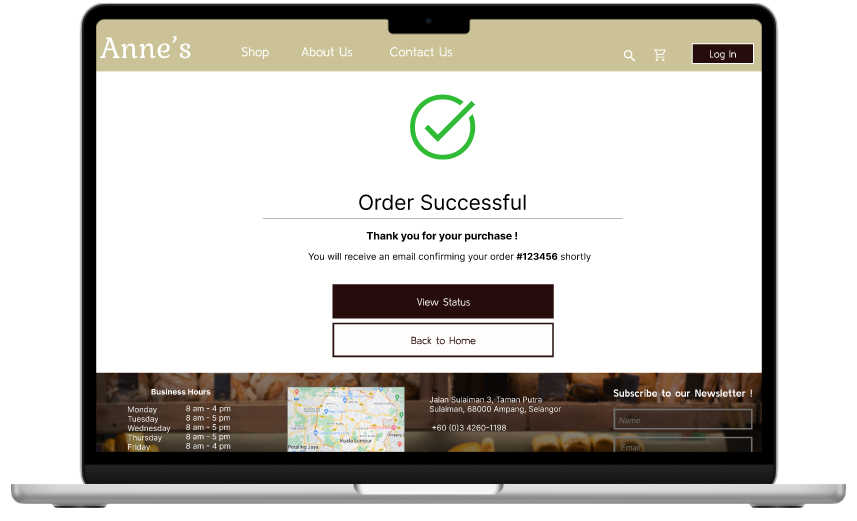 Anne's
Shop About Us Contact Us Log In
Order Successful
Thank you for your purchase !
You will receive an email confirming your order #123456 shortly
View Status
Back to Home
Business Hours
Monday 8 am - 4 pm
Tuesday 8 am - 5 pm
Wednesday 8 am - 5 pm
Thursday 8 am - 5 pm
Friday 8 am - 4 pm
Kuala Lumpur
Petaling Jaya
Jalan Sulaiman 3, Taman Putra
Sulaiman, 68000 Ampang, Selangor
+60 (0)3 4260-1198
Subscribe to our Newsletter !
Name
Email